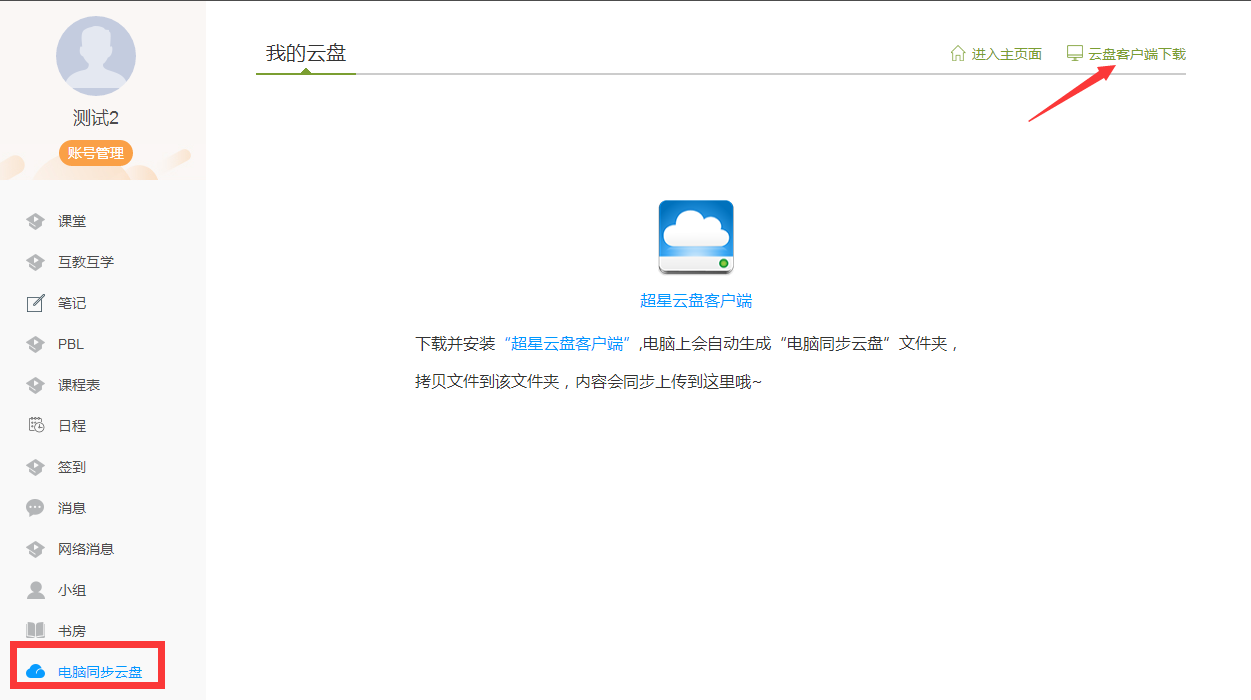 测试2
账号管理
课堂
互教互学
笔记
PBL
课程表
日程
签到
消息
网络消息
小组
书房
电脑同步云盘
我的云盘
进入主页面
云盘客户端下载
超星云盘客户端
下载并安装“超星云盘客户端”,电脑上会自动生成“电脑同步云盘”文件夹，
拷贝文件到该文件夹，内容会同步上传到这里哦~